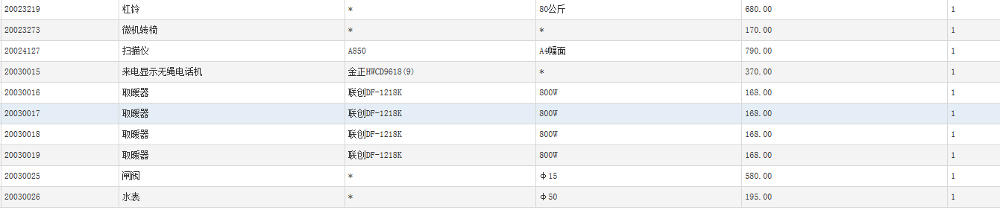 20023219 杠铃 * 80公斤 680.00 1
20023273 微机转椅 * * 170.00 1
20024127 扫描仪 A850 A4幅面 790.00 1
20030015 来电显示无绳电话机 金正HWCD9618(9) * 370.00 1
20030016 取暖器 联创DF-1218K 800W 168.00 1
20030017 取暖器 联创DF-1218K 800W 168.00 1
20030018 取暖器 联创DF-1218K 800W 168.00 1
20030019 取暖器 联创DF-1218K 800W 168.00 1
20030025 闸阀 * φ15 580.00 1
20030026 水表 * φ50 195.00 1